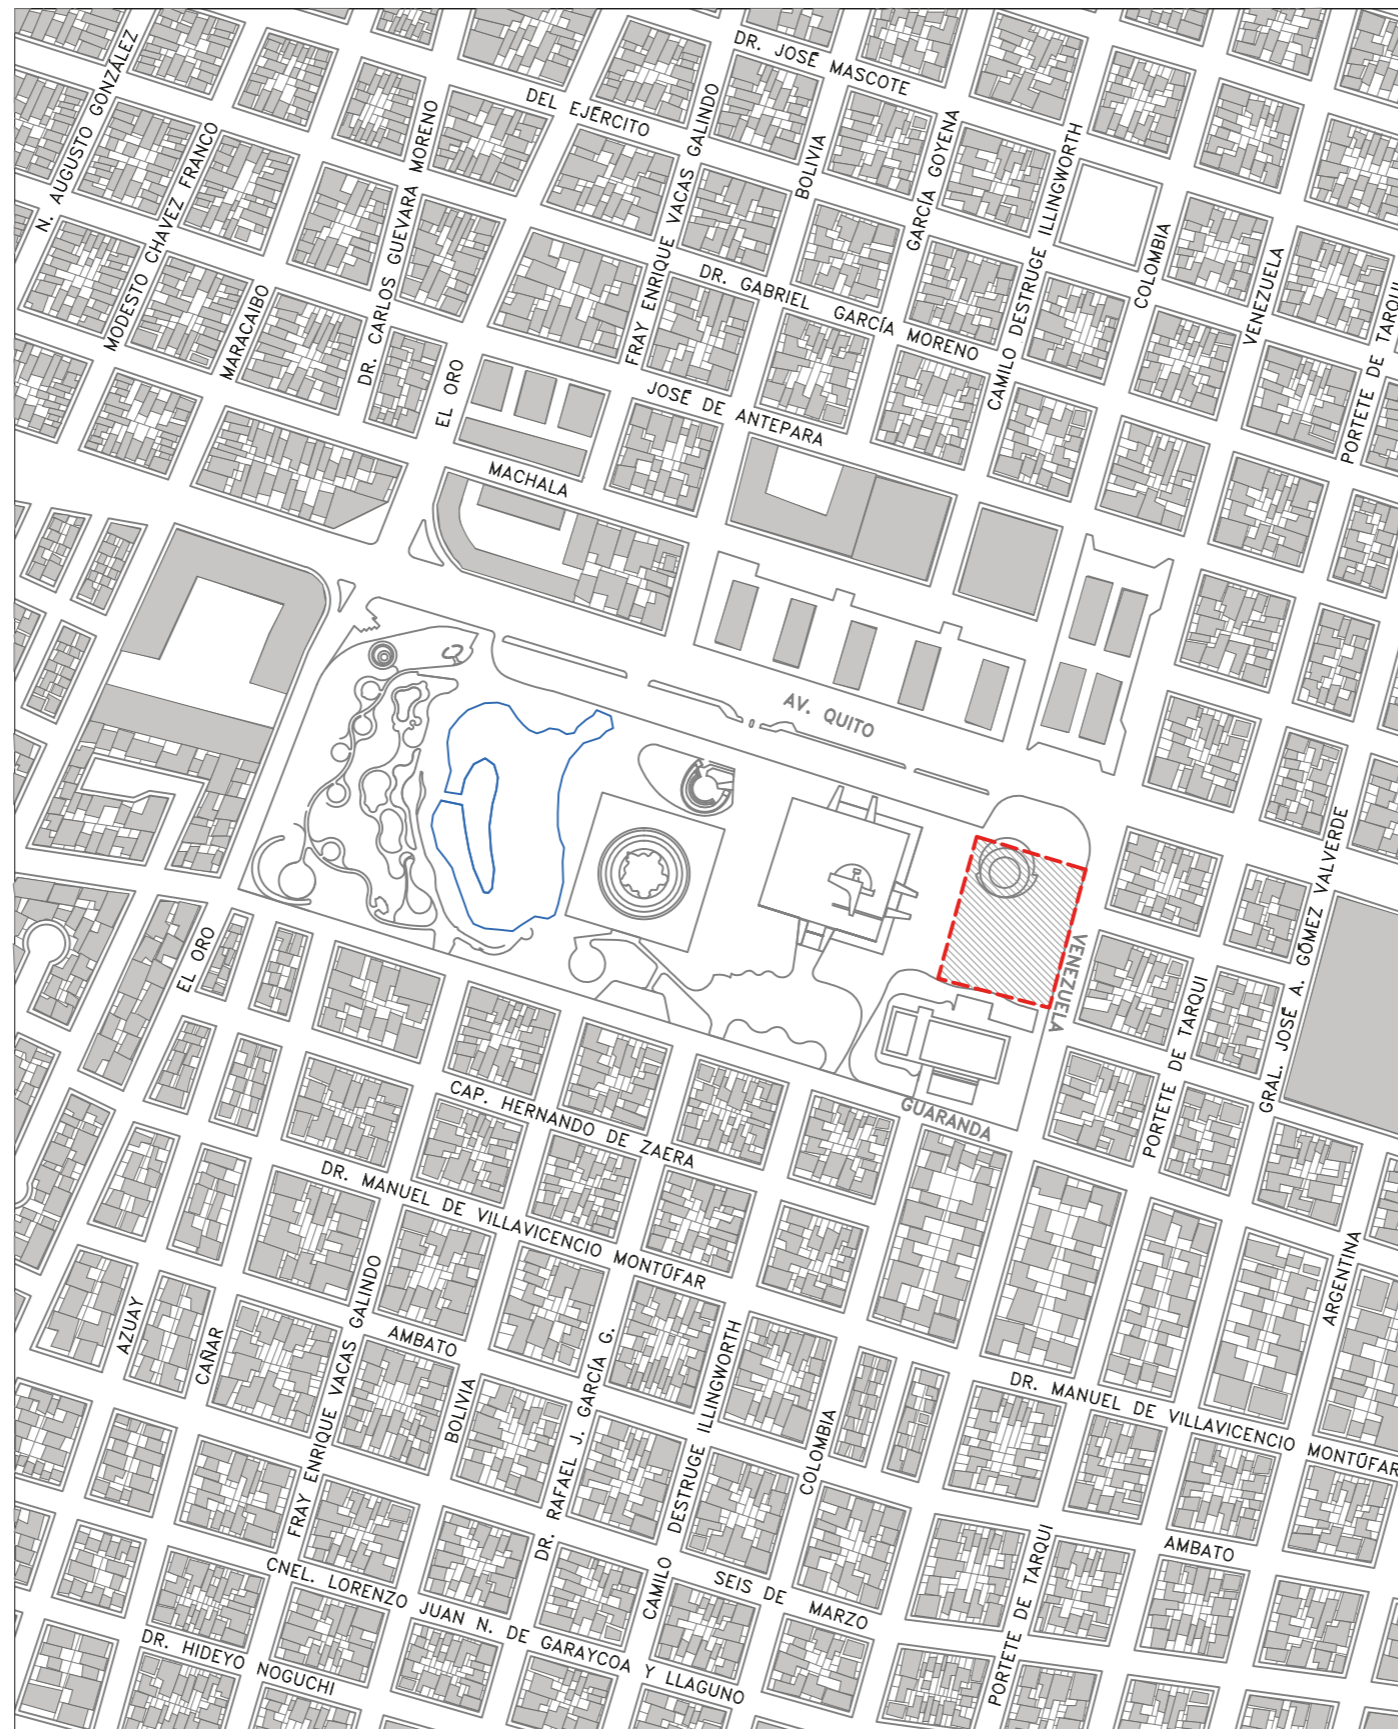 DR. JOSÉ MASCOTE
N. AUGUSTO GONZÁLEZ
DEL EJÉRCITO
FRAY ENRIQUE VACAS GALINDO
MODESTO CHAVEZ FRANCO
DR. CARLOS GUEVARA MORENO
BOLIVIA
GARCÍA GOYENA
CAMILO DESTRUGE ILLINGWORTH
COLOMBIA
VENEZUELA
PORTETE DE TARQUI
MARACAIBO
DR. GABRIEL GARCÍA MORENO
EL ORO
JOSÉ DE ANTEPARA
MACHALA
AV. QUITO
GRAL. JOSÉ A. GÓMEZ VALVERDE
VENEZUELA
EL ORO
PORTETE DE TARQUI
CAP. HERNANDO DE ZAERA
GUARANDA
DR. MANUEL DE VILLAVICENCIO MONTÚFAR
ARGENTINA
AZUAY
CAÑAR
FRAY ENRIQUE VACAS GALINDO
AMBATO
BOLIVIA
DR. RAFAEL J. GARCÍA G.
CAMILO DESTRUGE ILLINGWORTH
COLOMBIA
DR. MANUEL DE VILLAVICENCIO MONTÚFAR
AMBATO
PORTETE DE TARQUI
SEIS DE MARZO
CNEL. LORENZO JUAN N. DE GARAYCOA Y LLAGUNO
DR. HIDEYO NOGUCHI